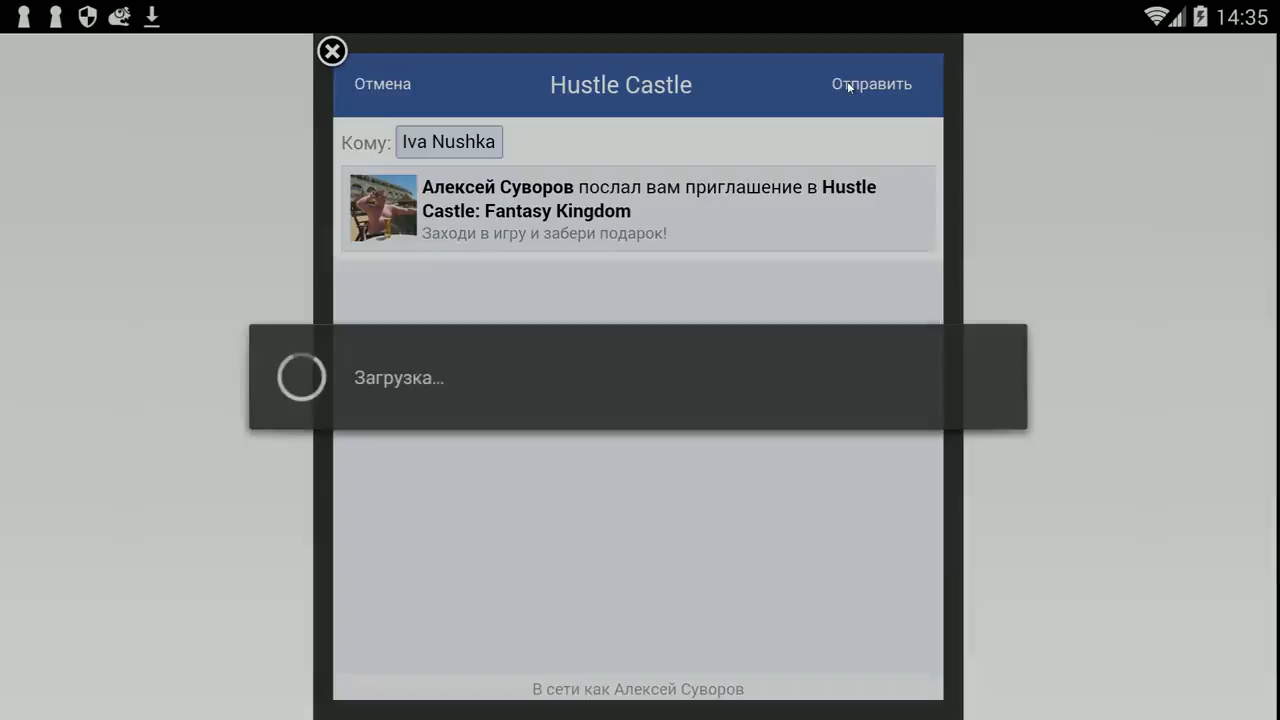 14:35
Отмена
Hustle Castle
Отправить
Кому: Iva Nushka
Алексей Суворов послал вам приглашение в Hustle
Castle: Fantasy Kingdom
Заходи в игру и забери подарок!
Загрузка...
В сети как Алексей Суворов